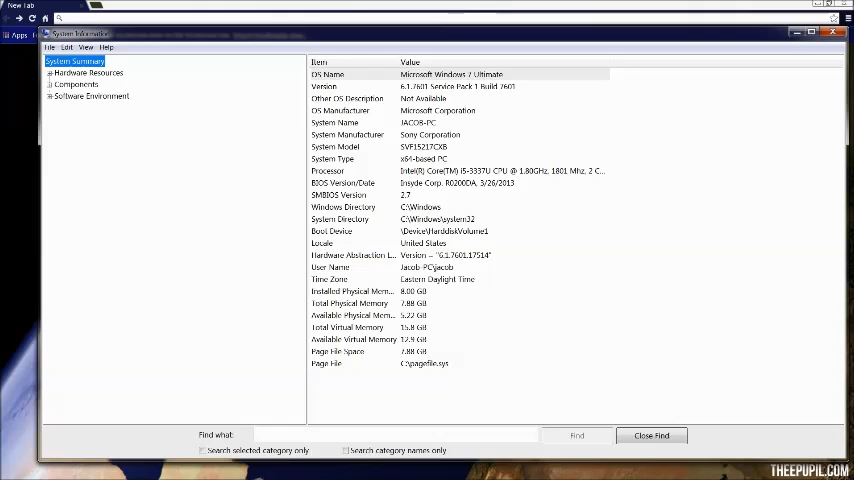 New Tab
Apps
System Information
File Edit View Help
System Summary
Hardware Resources
Components
Software Environment
Item Value
OS Name Microsoft Windows 7 Ultimate
Version 6.1.7601 Service Pack 1 Build 7601
Other OS Description Not Available
OS Manufacturer Microsoft Corporation
System Name JACOB-PC
System Manufacturer Sony Corporation
System Model SVF15217CXB
System Type x64-based PC
Processor Intel(R) Core(TM) i5-3337U CPU @ 1.80GHz, 1801 Mhz, 2 C...
BIOS Version/Date Insyde Corp. R0200DA, 3/26/2013
SMBIOS Version 2.7
Windows Directory C:\Windows
System Directory C:\Windows\system32
Boot Device \Device\HarddiskVolume1
Locale United States
Hardware Abstraction L... Version = "6.1.7601.17514"
User Name Jacob-PC\jacob
Time Zone Eastern Daylight Time
Installed Physical Mem... 8.00 GB
Total Physical Memory 7.88 GB
Available Physical Mem... 5.22 GB
Total Virtual Memory 15.8 GB
Available Virtual Memory 12.9 GB
Page File Space 7.88 GB
Page File C:\pagefile.sys
Find what: Find Close Find
Search selected category only Search category names only
THEEPUPIL.COM